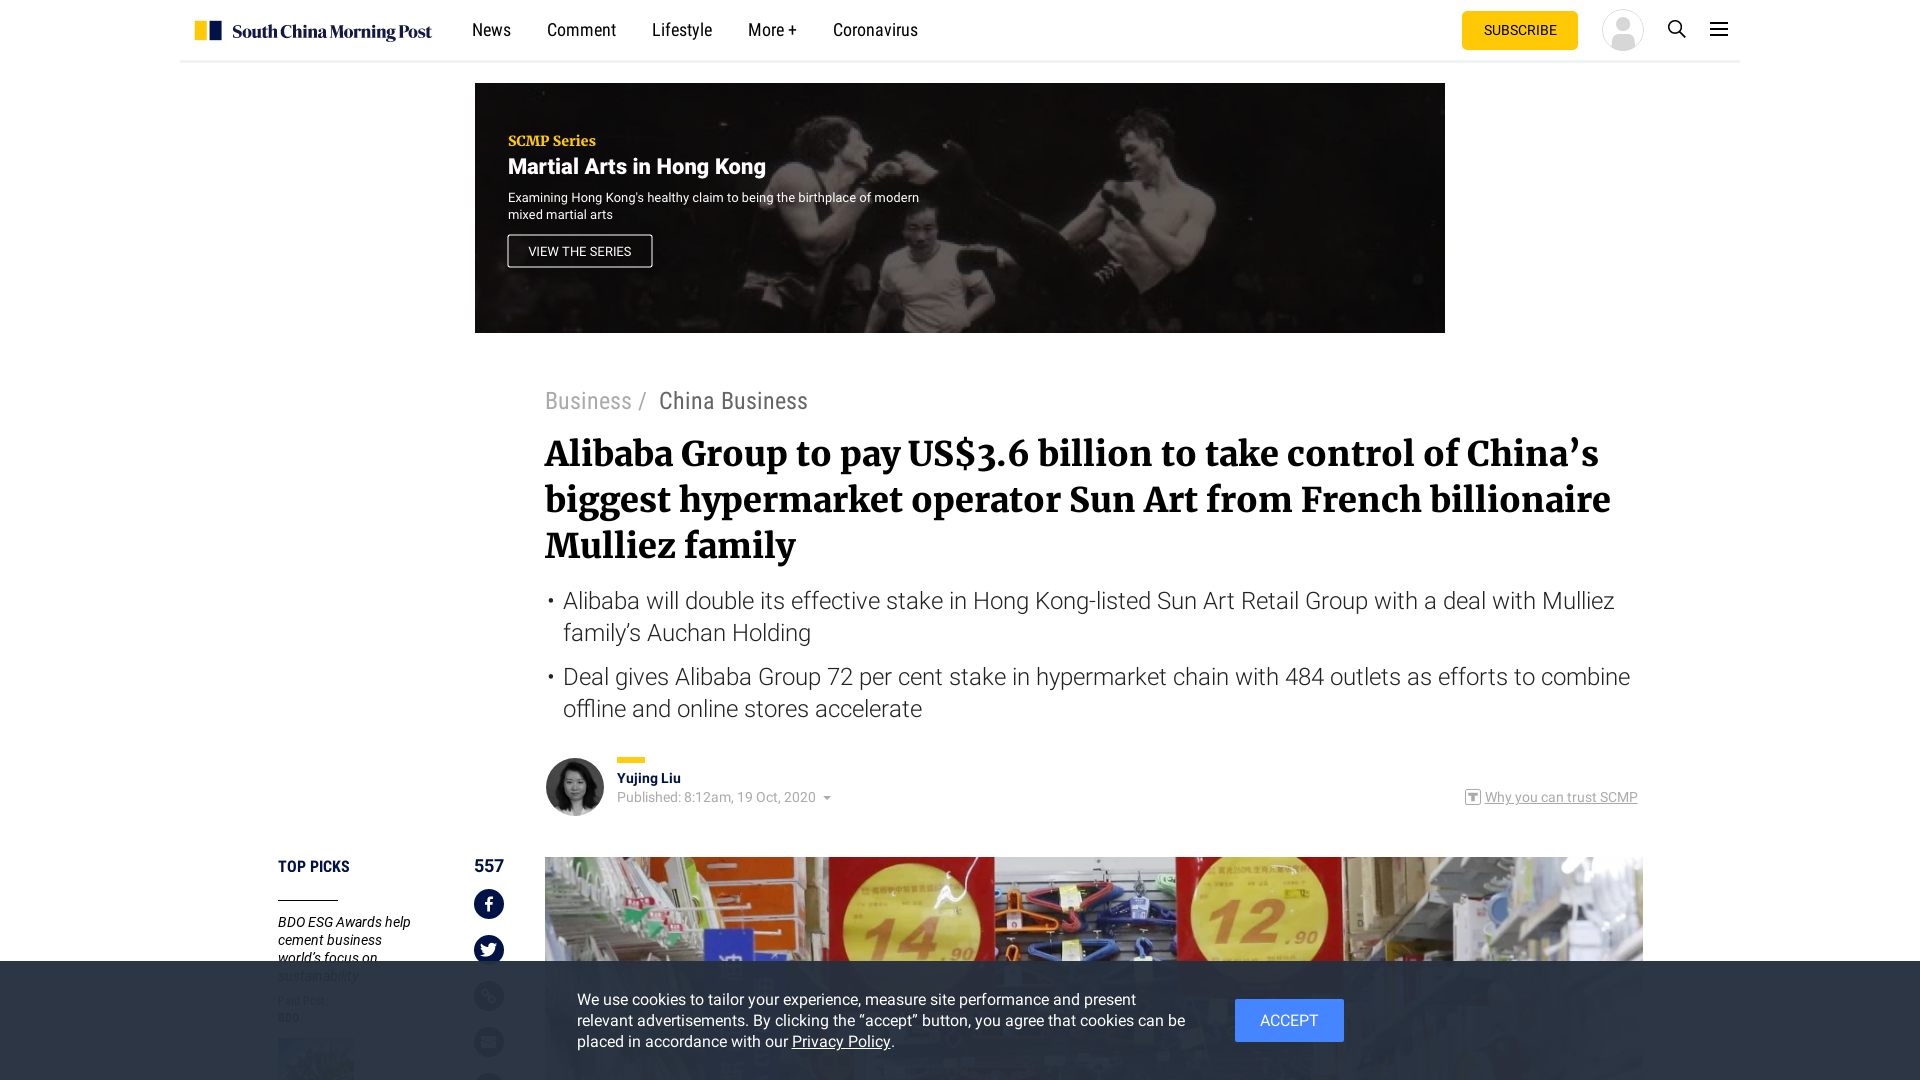 South China Morning Post
News
Comment
Lifestyle
More +
Coronavirus
SUBSCRIBE
SCMP Series
Martial Arts in Hong Kong
Examining Hong Kong's healthy claim to being the birthplace of modern
mixed martial arts
VIEW THE SERIES
Business / China Business
Alibaba Group to pay US$3.6 billion to take control of China’s
biggest hypermarket operator Sun Art from French billionaire
Mulliez family
• Alibaba will double its effective stake in Hong Kong-listed Sun Art Retail Group with a deal with Mulliez
family’s Auchan Holding
• Deal gives Alibaba Group 72 per cent stake in hypermarket chain with 484 outlets as efforts to combine
offline and online stores accelerate
Yujing Liu
Published: 8:12am, 19 Oct, 2020
Why you can trust SCMP
TOP PICKS
557
BDO ESG Awards help
cement business
world’s focus on
sustainability
Paid Post
BDO
14.90
12.90
We use cookies to tailor your experience, measure site performance and present
relevant advertisements. By clicking the “accept” button, you agree that cookies can be
placed in accordance with our Privacy Policy.
ACCEPT